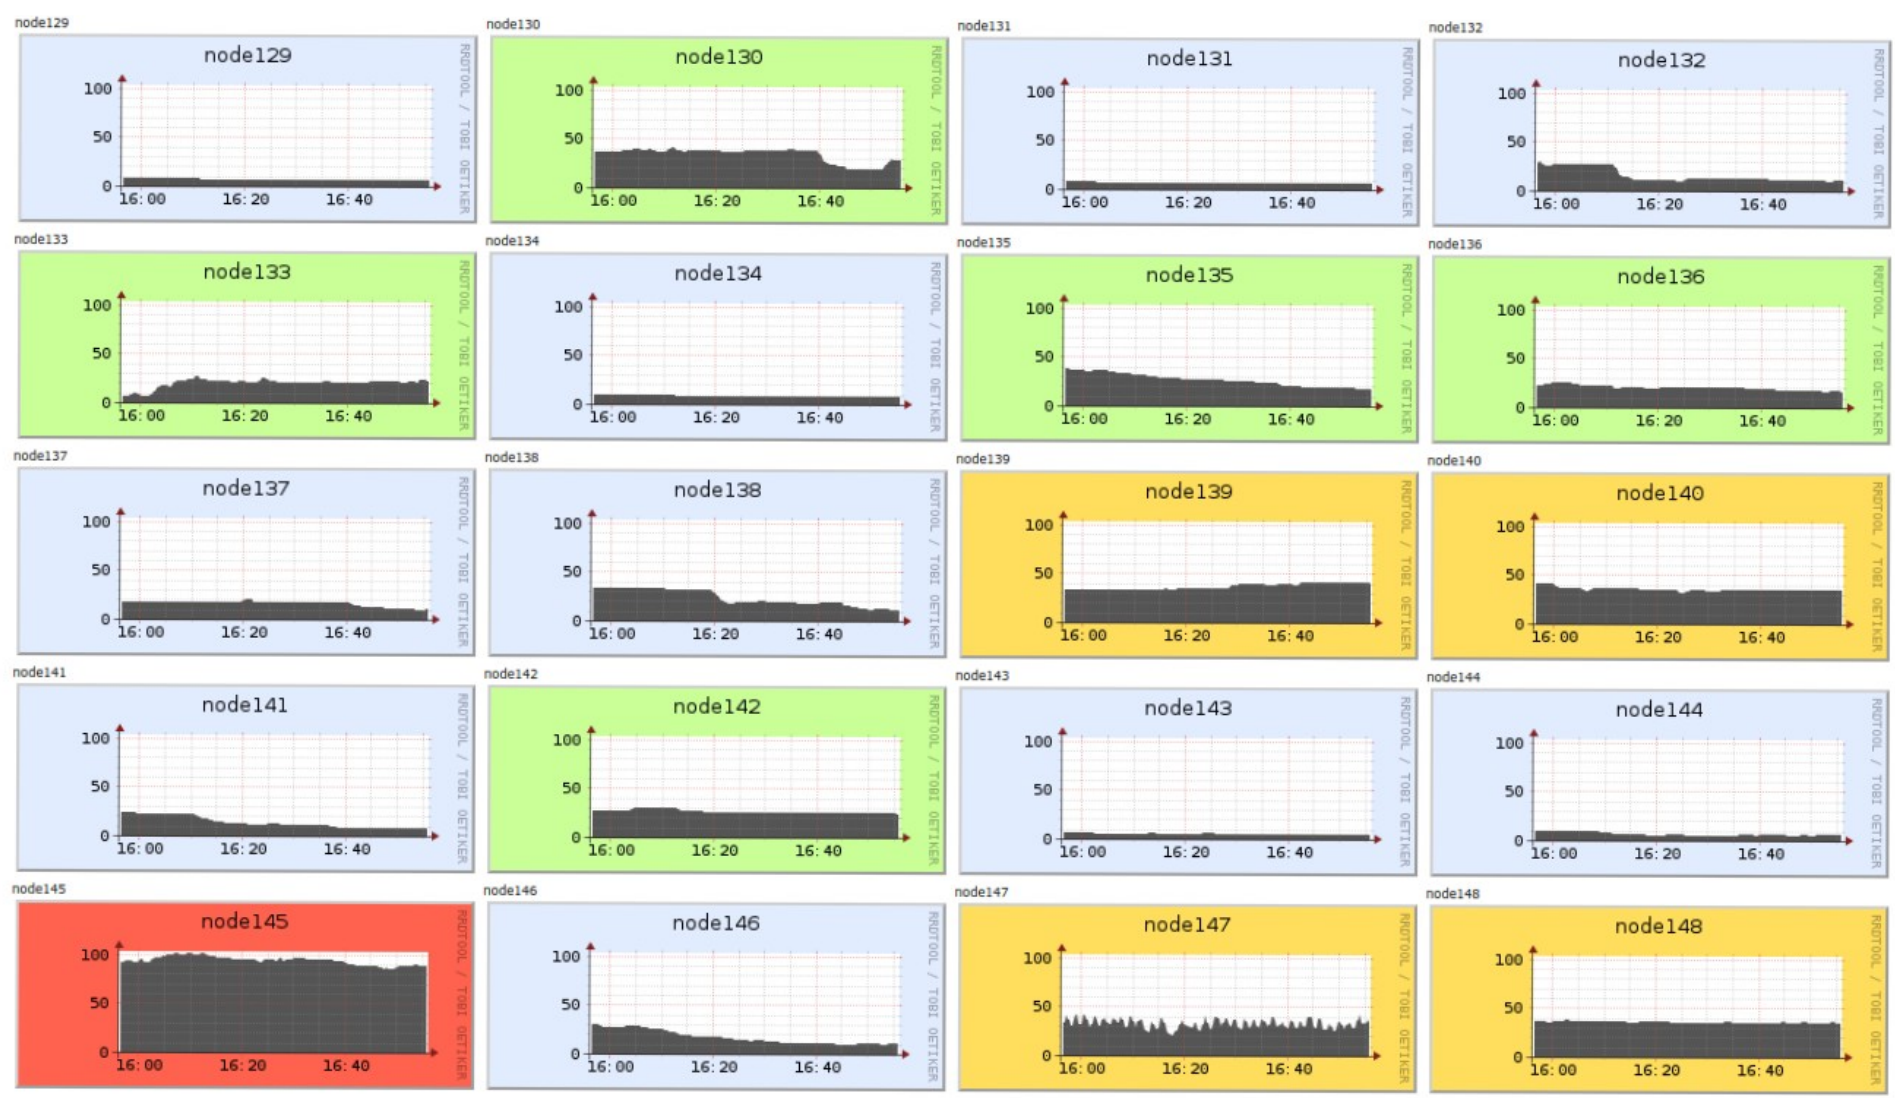 node129 node130 node131 node132
node129 node130 node131 node132
RRDTOOL / TOBI OETIKER RRDTOOL / TOBI OETIKER RRDTOOL / TOBI OETIKER RRDTOOL / TOBI OETIKER
100 100 100 100
50 50 50 50
0 0 0 0
16:00 16:20 16:40 16:00 16:20 16:40 16:00 16:20 16:40 16:00 16:20 16:40
node133 node134 node135 node136
node133 node134 node135 node136
RRDTOOL / TOBI OETIKER RRDTOOL / TOBI OETIKER RRDTOOL / TOBI OETIKER RRDTOOL / TOBI OETIKER
100 100 100 100
50 50 50 50
0 0 0 0
16:00 16:20 16:40 16:00 16:20 16:40 16:00 16:20 16:40 16:00 16:20 16:40
node137 node138 node139 node140
node137 node138 node139 node140
RRDTOOL / TOBI OETIKER RRDTOOL / TOBI OETIKER RRDTOOL / TOBI OETIKER RRDTOOL / TOBI OETIKER
100 100 100 100
50 50 50 50
0 0 0 0
16:00 16:20 16:40 16:00 16:20 16:40 16:00 16:20 16:40 16:00 16:20 16:40
node141 node142 node143 node144
node141 node142 node143 node144
RRDTOOL / TOBI OETIKER RRDTOOL / TOBI OETIKER RRDTOOL / TOBI OETIKER RRDTOOL / TOBI OETIKER
100 100 100 100
50 50 50 50
0 0 0 0
16:00 16:20 16:40 16:00 16:20 16:40 16:00 16:20 16:40 16:00 16:20 16:40
node145 node146 node147 node148
node145 node146 node147 node148
RRDTOOL / TOBI OETIKER RRDTOOL / TOBI OETIKER RRDTOOL / TOBI OETIKER RRDTOOL / TOBI OETIKER
100 100 100 100
50 50 50 50
0 0 0 0
16:00 16:20 16:40 16:00 16:20 16:40 16:00 16:20 16:40 16:00 16:20 16:40